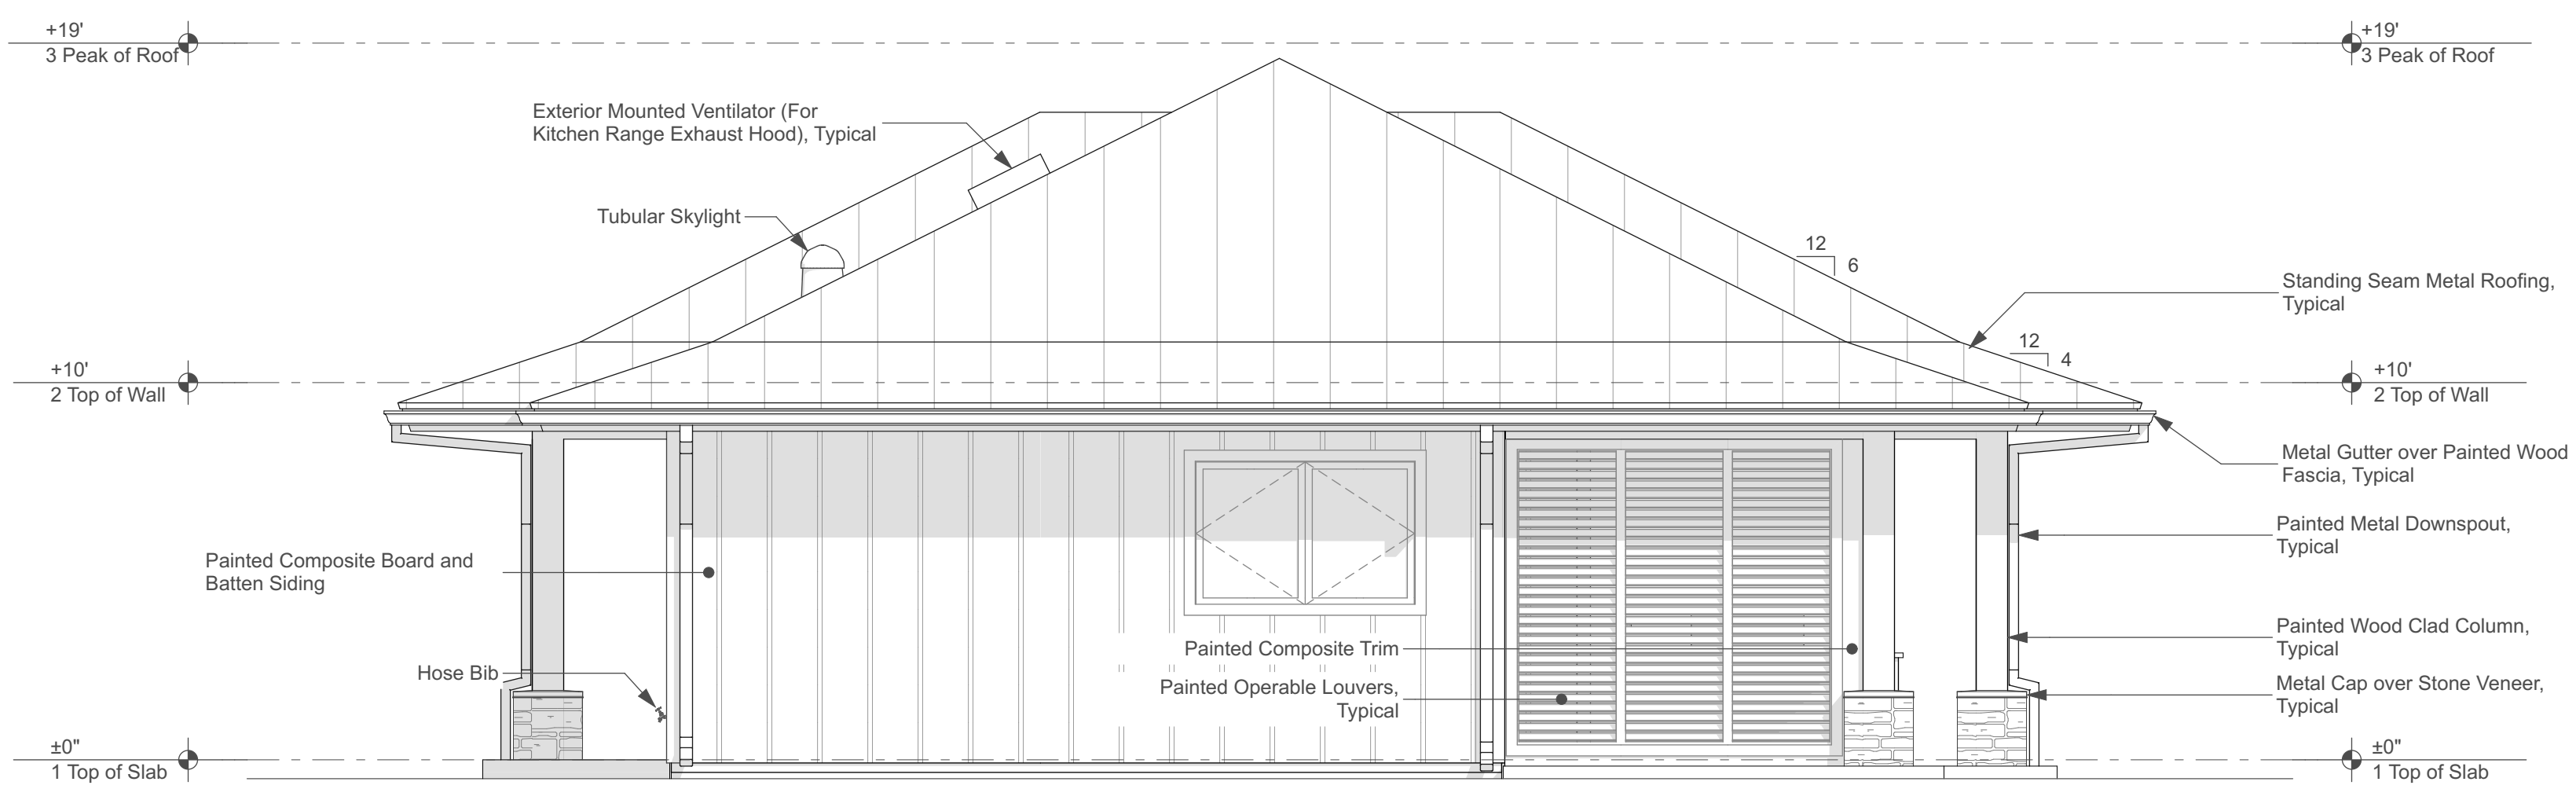 +19'
3 Peak of Roof
+19'
3 Peak of Roof
Exterior Mounted Ventilator (For
Kitchen Range Exhaust Hood), Typical
Tubular Skylight
12
6
Standing Seam Metal Roofing,
Typical
12
4
+10'
2 Top of Wall
+10'
2 Top of Wall
Metal Gutter over Painted Wood
Fascia, Typical
Painted Metal Downspout,
Typical
Painted Composite Board and
Batten Siding
Painted Wood Clad Column,
Typical
Painted Composite Trim
Hose Bib
Painted Operable Louvers,
Typical
Metal Cap over Stone Veneer,
Typical
±0"
1 Top of Slab
±0"
1 Top of Slab